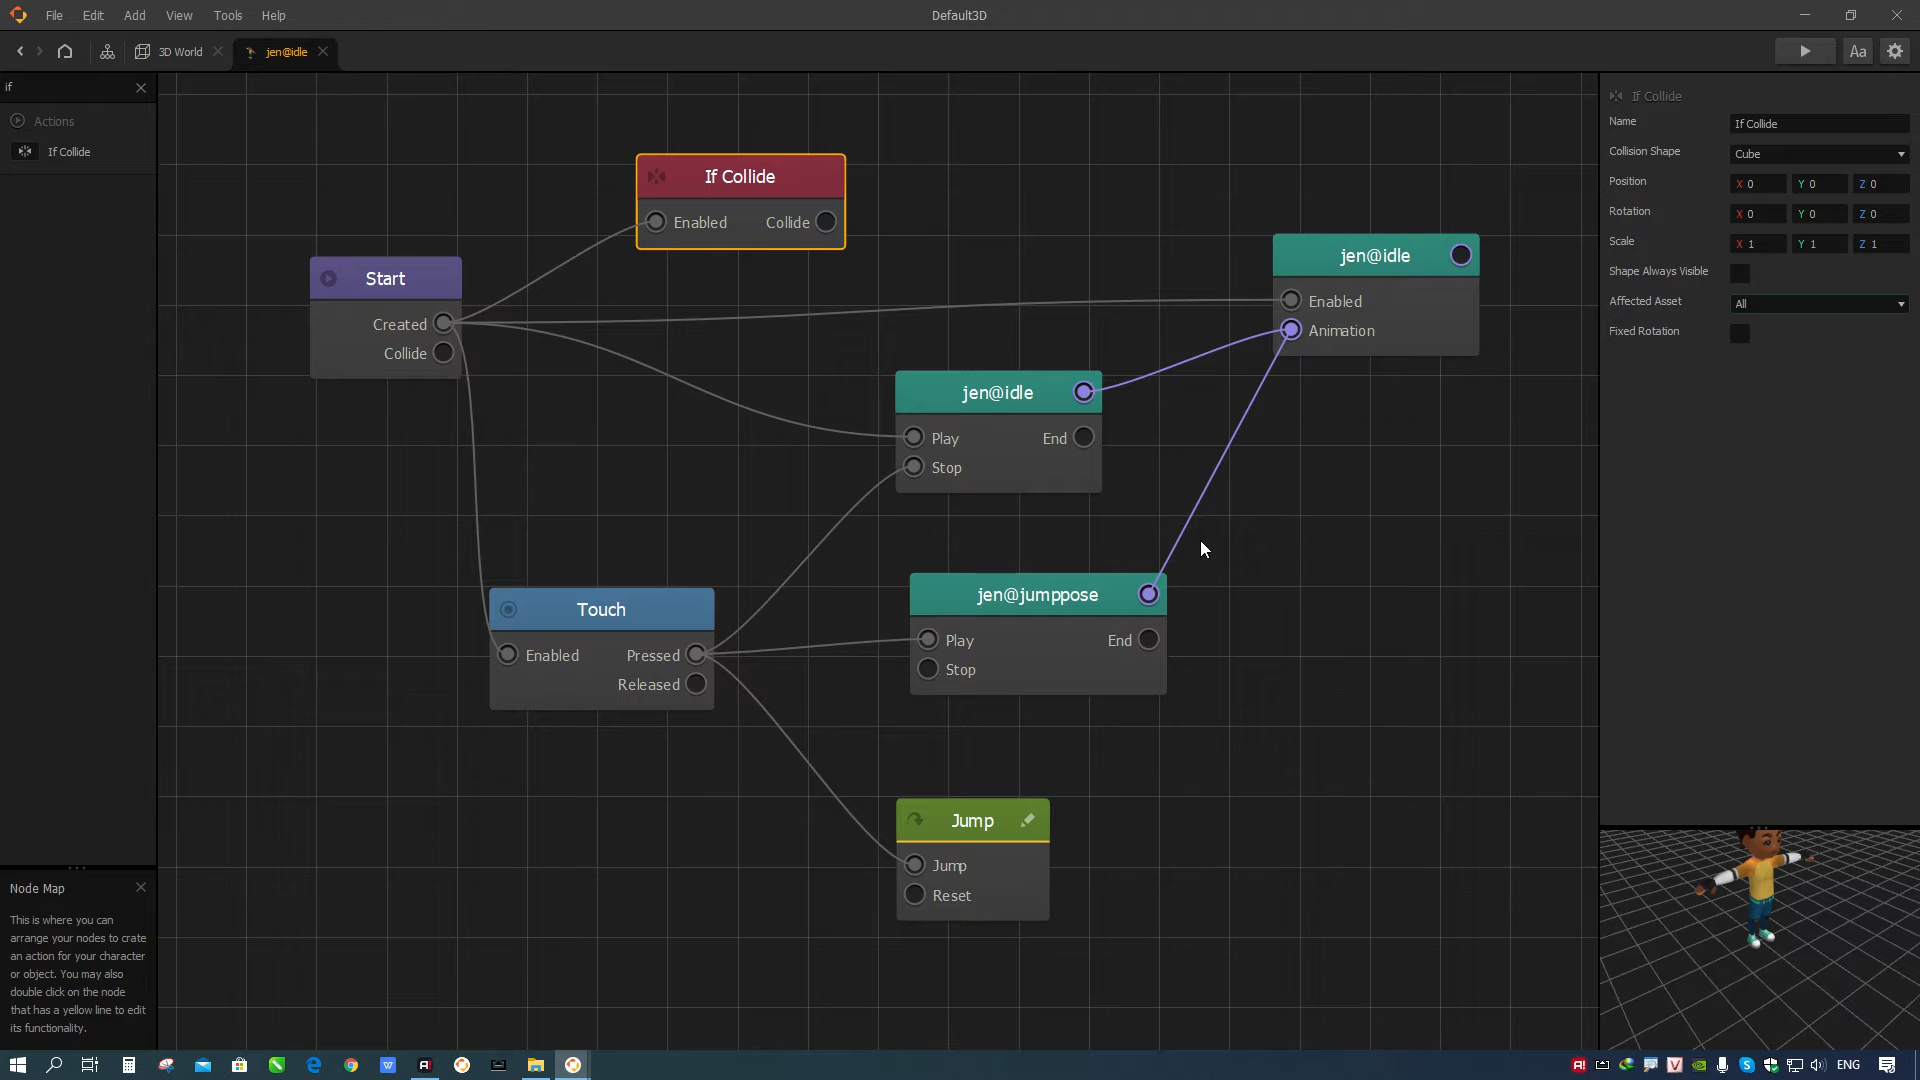 File Edit Add View Tools Help
Default3D
3D World
jen@idle
Aa
if
Actions
If Collide
If Collide
Enabled Collide
Start
Created
Collide
jen@idle
Enabled
Animation
jen@idle
Play End
Stop
Touch
Enabled Pressed
Released
jen@jumppose
Play End
Stop
Jump
Jump
Reset
If Collide
Name If Collide
Collision Shape Cube
Position X 0 Y 0 Z 0
Rotation X 0 Y 0 Z 0
Scale X 1 Y 1 Z 1
Shape Always Visible
Affected Asset All
Fixed Rotation
Node Map
This is where you can
arrange your nodes to crate
an action for your character
or object. You may also
double click on the node
that has a yellow line to edit
its functionality.
ENG